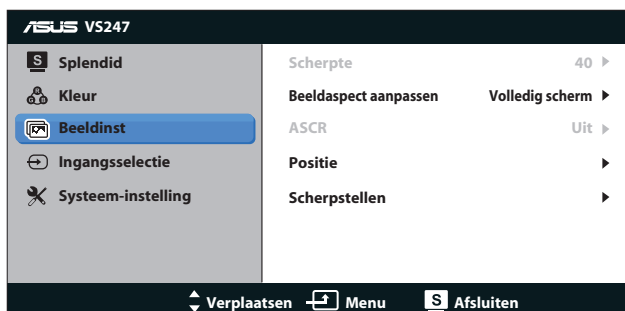 ASUS VS247
S Splendid
Kleur
Beeldinst
Ingangsselectie
Systeem-instelling
Scherpte 40
Beeldaspect aanpassen Volledig scherm
ASCR Uit
Positie
Scherpstellen
Verplaatsen Menu S Afsluiten